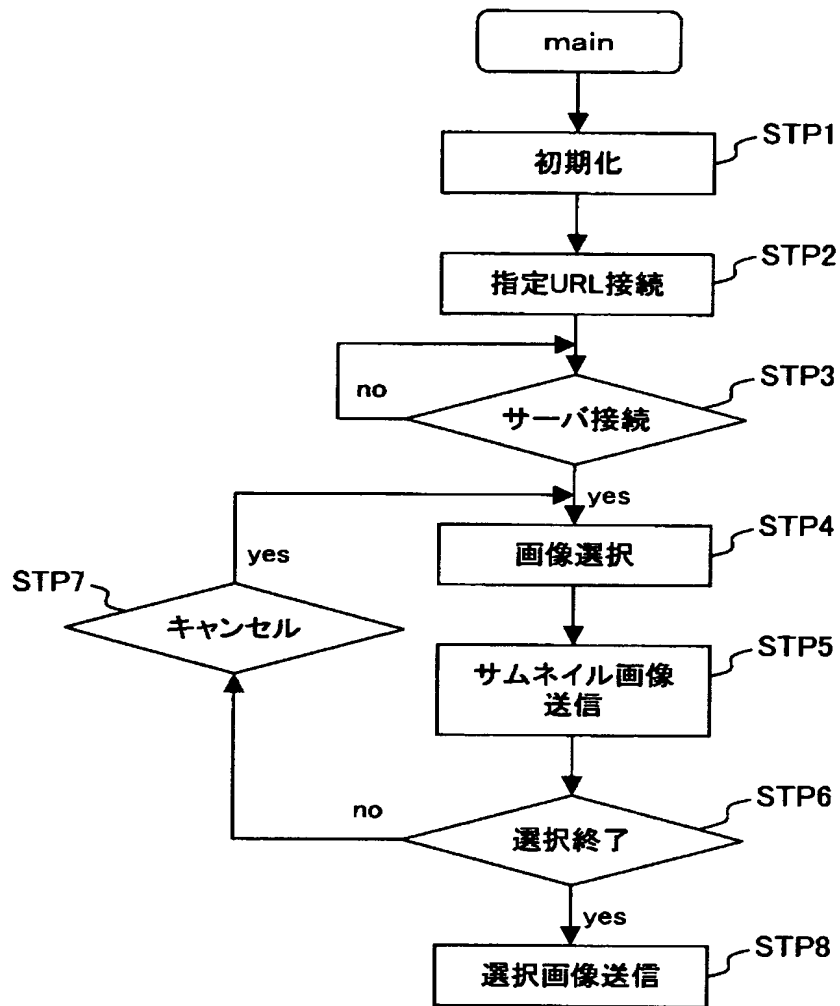 main
STP1
初期化
STP2
指定URL接続
STP3
no
サーバ接続
yes
STP4
画像選択
yes
STP7
キャンセル
STP5
サムネイル画像
送信
STP6
no
選択終了
yes
STP8
選択画像送信